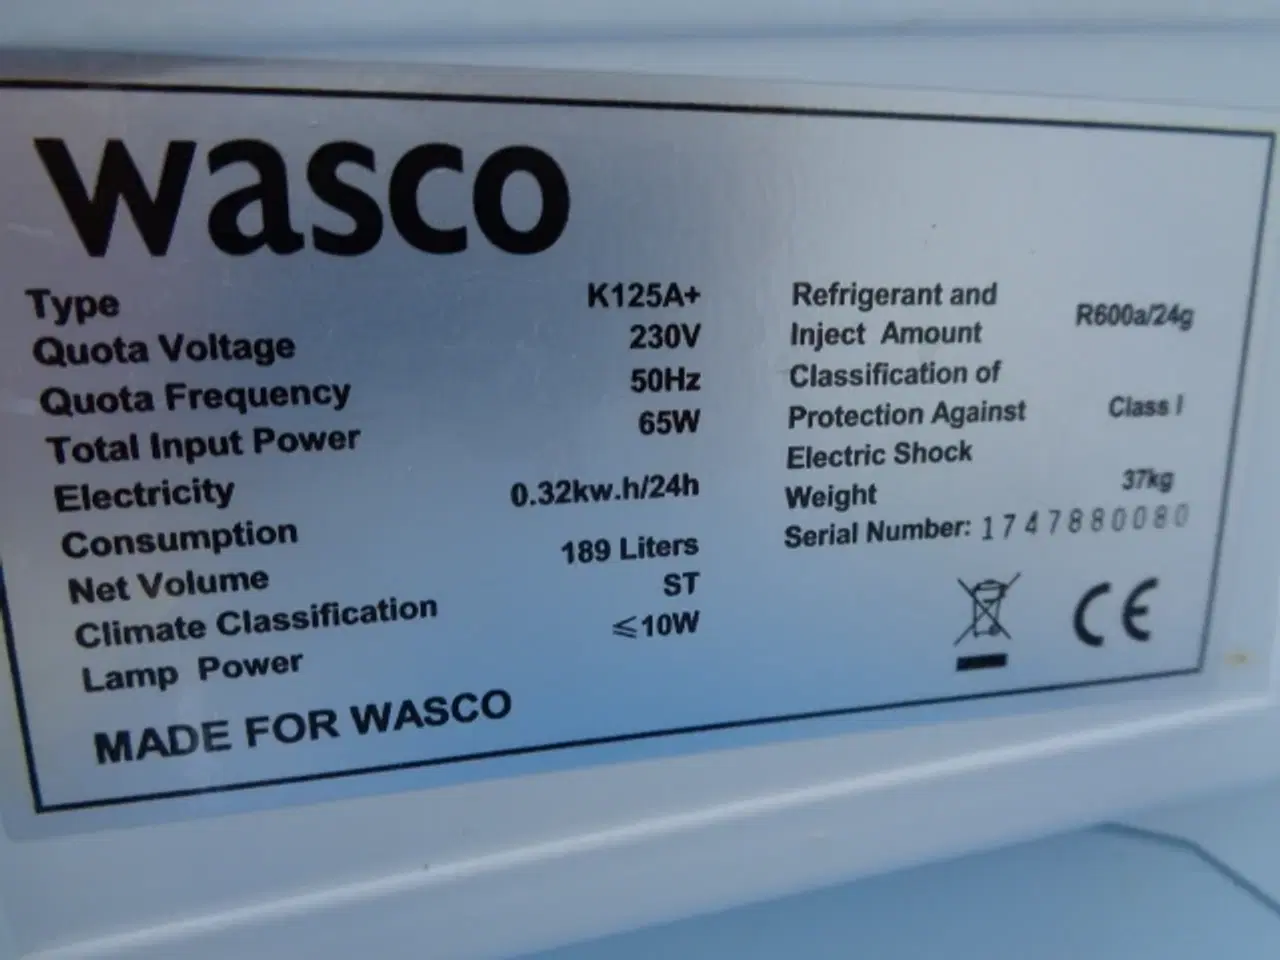 wasco
Type K125A+
Quota Voltage 230V
Quota Frequency 50Hz
Total Input Power 65W
Electricity
Consumption 0.32kw.h/24h
Net Volume 189 Liters
Climate Classification ST
Lamp Power ≤10W
MADE FOR WASCO
Refrigerant and
Inject Amount R600a/24g
Classification of
Protection Against Class I
Electric Shock
Weight 37kg
Serial Number: 1747880080
CE